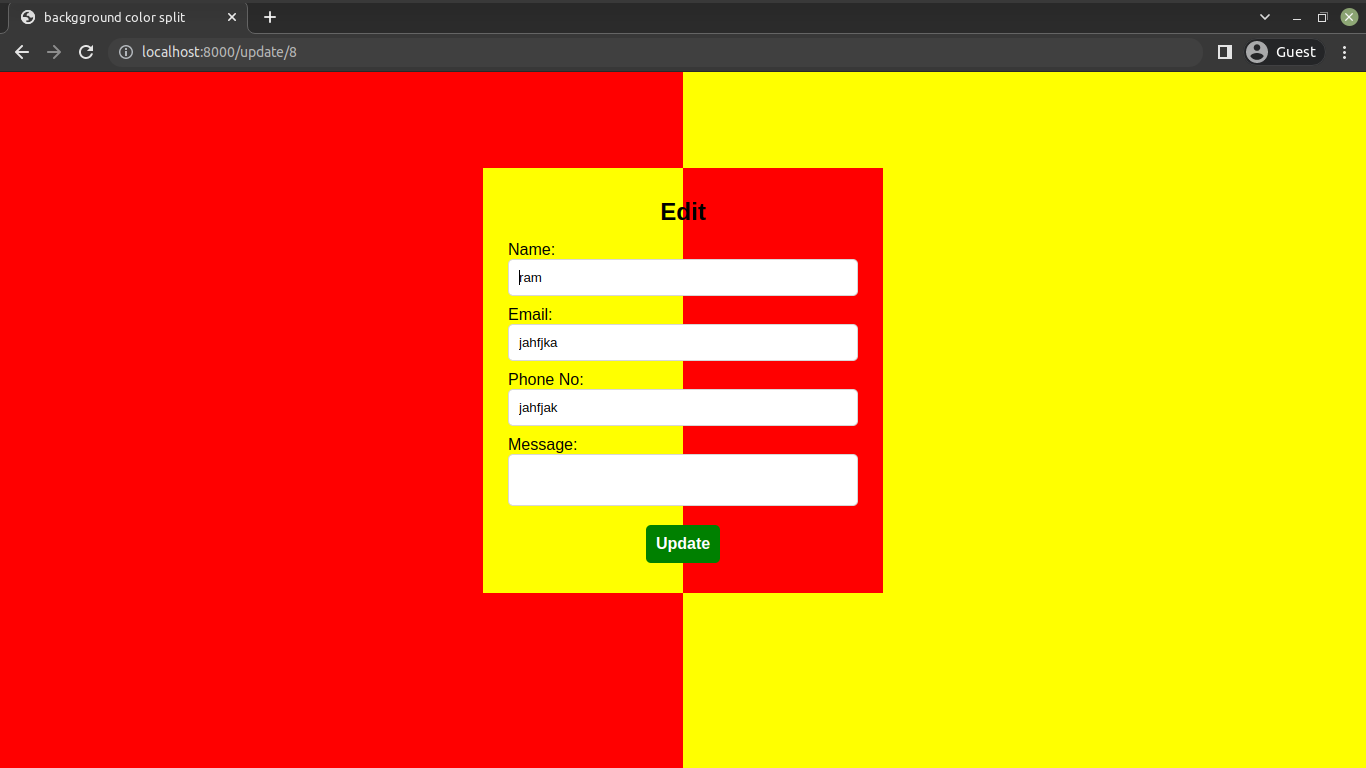 backgground color split
localhost:8000/update/8
Guest
Edit
Name:
ram
Email:
jahfjka
Phone No:
jahfjak
Message:
Update